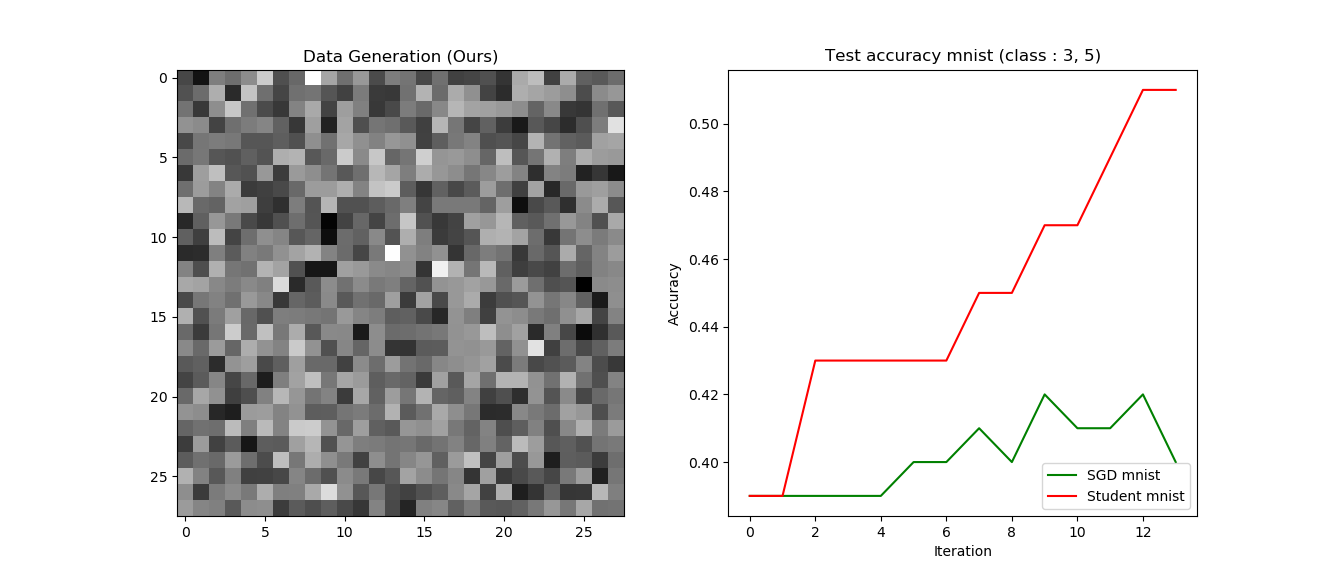 Data Generation (Ours)
0
5
10
15
20
25
0 5 10 15 20 25
Test accuracy mnist (class : 3, 5)
Accuracy
0.50
0.48
0.46
0.44
0.42
0.40
SGD mnist
Student mnist
0 2 4 6 8 10 12
Iteration